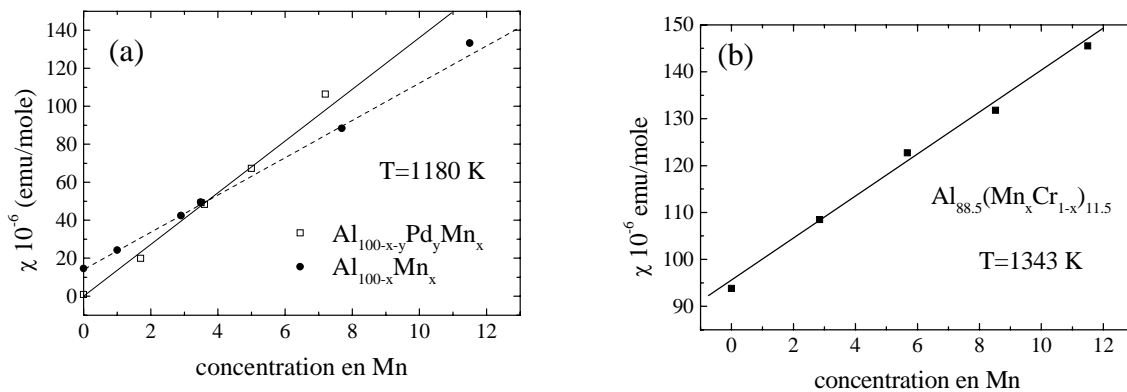 (a)
χ 10⁻⁶ (emu/mole)
140
120
100
80
60
40
20
0
T=1180 K
Al₁₀₀₋ₓ₋ᵧPdᵧMnₓ
Al₁₀₀₋ₓMnₓ
0 2 4 6 8 10 12
concentration en Mn
(b)
χ 10⁻⁶ emu/mole
150
140
130
120
110
100
90
Al₈₈.₅(MnₓCr₁₋ₓ)₁₁.₅
T=1343 K
0 2 4 6 8 10 12
concentration en Mn